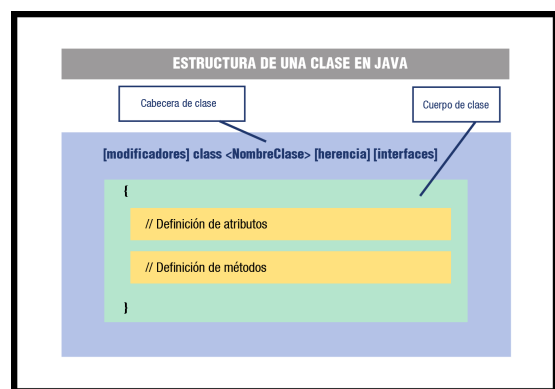 ESTRUCTURA DE UNA CLASE EN JAVA
Cabecera de clase
Cuerpo de clase
[modificadores] class <NombreClase> [herencia] [interfaces]
{
// Definición de atributos
// Definición de métodos
}